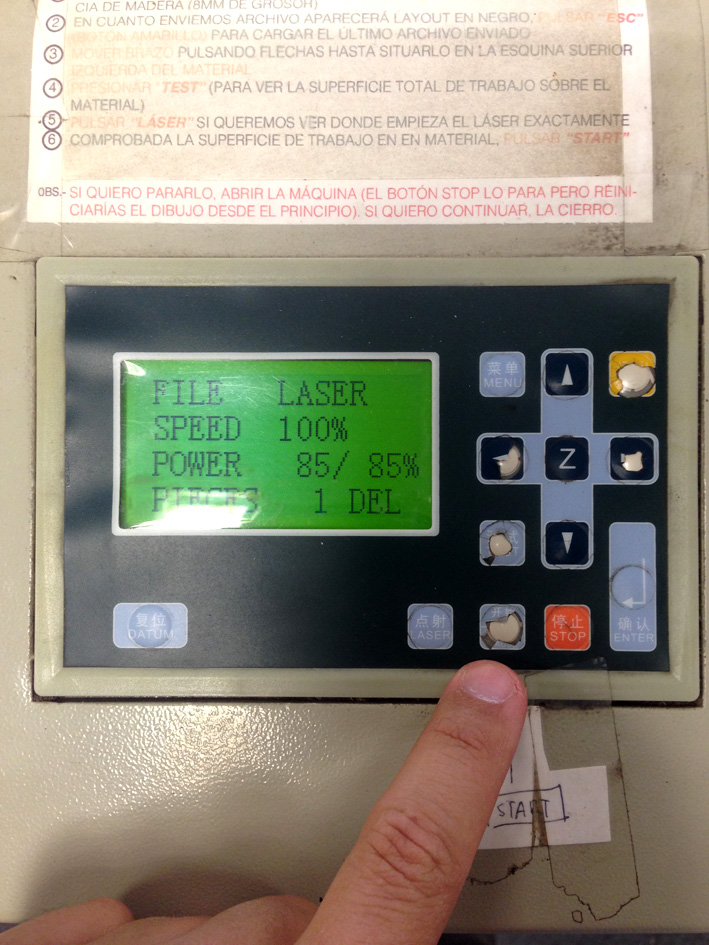 CIA DE MADERA (8MM DE GROSOR)
② EN CUANTO ENVIEMOS ARCHIVO APARECERÁ LAYOUT EN NEGRO, PULSAR "ESC"
(BOTÓN AMARILLO) PARA CARGAR EL ÚLTIMO ARCHIVO ENVIADO
③ MOVER BRAZO PULSANDO FLECHAS HASTA SITUARLO EN LA ESQUINA SUERIOR
IZQUIERDA DEL MATERIAL
④ PRESIONAR "TEST" (PARA VER LA SUPERFICIE TOTAL DE TRABAJO SOBRE EL
MATERIAL)
⑤ PULSAR "LÁSER" SI QUEREMOS VER DONDE EMPIEZA EL LÁSER EXACTAMENTE
⑥ COMPROBADA LA SUPERFICIE DE TRABAJO EN EN MATERIAL, PULSAR "START"
OBS.- SI QUIERO PARARLO, ABRIR LA MÁQUINA (EL BOTÓN STOP LO PARA PERO REINI-
CIARÍAS EL DIBUJO DESDE EL PRINCIPIO). SI QUIERO CONTINUAR, LA CIERRO.
FILE LASER
SPEED 100%
POWER 85/ 85%
PIECES 1 DEL
菜单
MENU
Z
复位
DATUM
点射
LASER
开始
停止
STOP
确认
ENTER
START